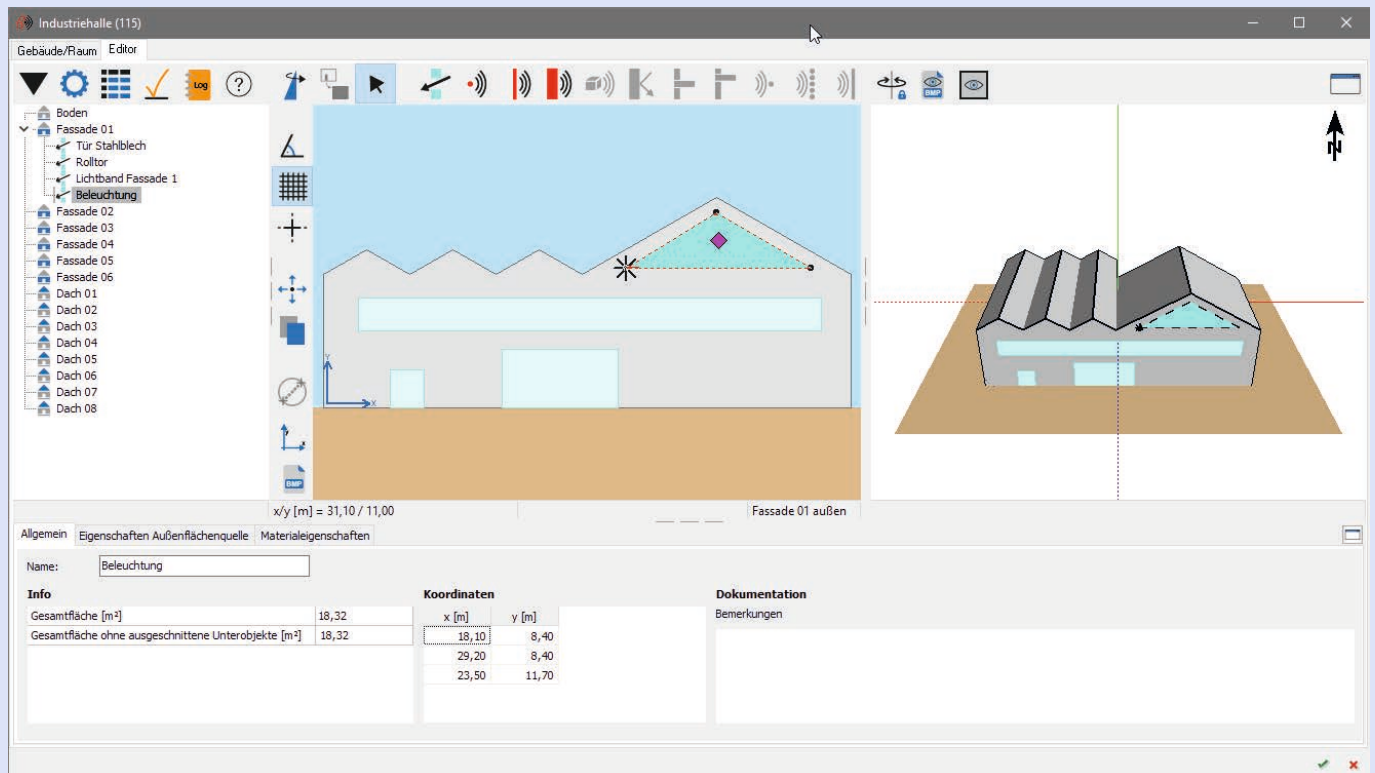 Industriehalle (115)
Gebäude/Raum Editor
Log ? BMP
Boden
Fassade 01
Tür Stahlblech
Rolltor
Lichtband Fassade 1
Beleuchtung
Fassade 02
Fassade 03
Fassade 04
Fassade 05
Fassade 06
Dach 01
Dach 02
Dach 03
Dach 04
Dach 05
Dach 06
Dach 07
Dach 08
Y
X
BMP
N
x/y [m] = 31,10 / 11,00 Fassade 01 außen
Allgemein Eigenschaften Außenflächenquelle Materialeigenschaften
Name: Beleuchtung
Info
Gesamtfläche [m²] 18,32
Gesamtfläche ohne ausgeschnittene Unterobjekte [m²] 18,32
Koordinaten
x [m] y [m]
18,10 8,40
29,20 8,40
23,50 11,70
Dokumentation
Bemerkungen